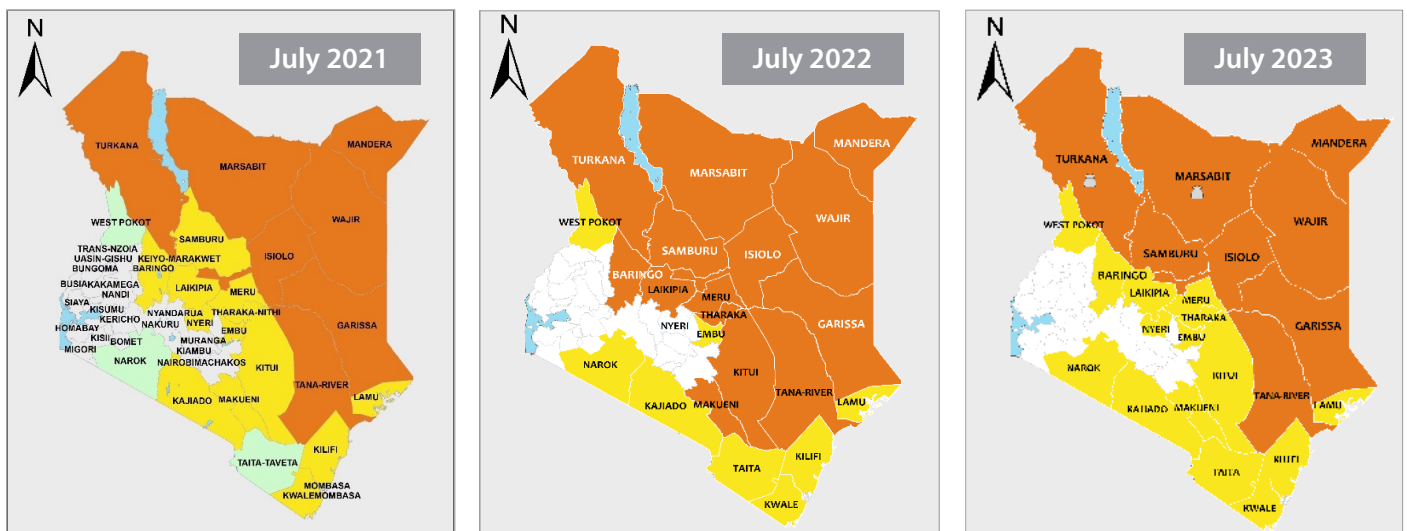 N
July 2021
TURKANA
MANDERA
MARSABIT
WAJIR
WEST POKOT
SAMBURU
TRANS-NZOIA
UASIN-GISHU
KEIYO-MARAKWET
ISIOLO
BUNGOMA
BARINGO
BUSIAKAKAMEGA
LAIKIPIA
MERU
NANDI
SIAYA
KISUMU
NYANDARUA
THARAKA-NITHI
KERICHO
NAKURU
NYERI
GARISSA
HOMABAY
EMBU
KISII
BOMET
MURANGA
MIGORI
KIAMBU
NAROK
NAIROBIMACHAKOS
KITUI
TANA-RIVER
KAJIADO
MAKUENI
LAMU
KILIFI
TAITA-TAVETA
MOMBASA
KWALEMOMBASA
N
July 2022
MANDERA
TURKANA
MARSABIT
WAJIR
WEST POKOT
SAMBURU
ISIOLO
BARINGO
LAIKIPIA
MERU
THARAKA
NYERI
GARISSA
EMBU
NAROK
KITUI
TANA-RIVER
KAJIADO
MAKUENI
LAMU
KILIFI
TAITA
KWALE
N
July 2023
MANDERA
TURKANA
MARSABIT
WAJIR
WEST POKOT
SAMBURU
ISIOLO
BARINGO
LAIKIPIA
MERU
THARAKA
NYERI
GARISSA
EMBU
NAROK
KITUI
TANA-RIVER
KAJIADO
MAKUENI
LAMU
KILIFI
TAITA
KWALE